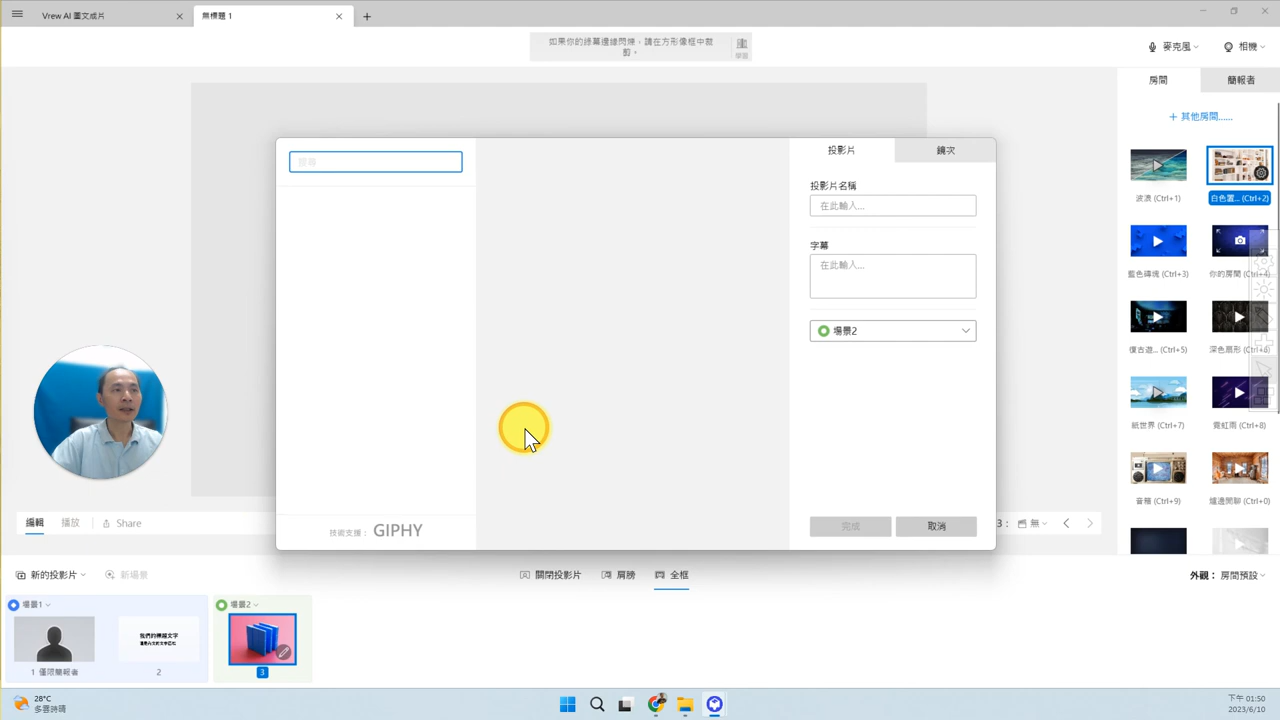 Vrew AI 圖文成片
無標題 1
如果你的綠幕邊緣閃爍，請在方形像框中裁
剪。
麥克風
相機
房間
簡報者
+ 其他房間......
波浪 (Ctrl+1)
白色書... (Ctrl+2)
藍色磚塊 (Ctrl+3)
你的房間 (Ctrl+4)
復古遊... (Ctrl+5)
深色扇形 (Ctrl+6)
紙世界 (Ctrl+7)
霓虹雨 (Ctrl+8)
音箱 (Ctrl+9)
爐邊閒聊 (Ctrl+0)
搜尋
技術支援： GIPHY
投影片
鏡次
投影片名稱
在此輸入...
字幕
在此輸入...
場景2
完成
取消
編輯
播放
Share
3：
無
新的投影片
新場景
關閉投影片
肩膀
全框
外觀： 房間預設
場景1
場景2
我們的標題文字
1 僅限簡報者
2
3
28°C
多雲時晴
下午 01:50
2023/6/10